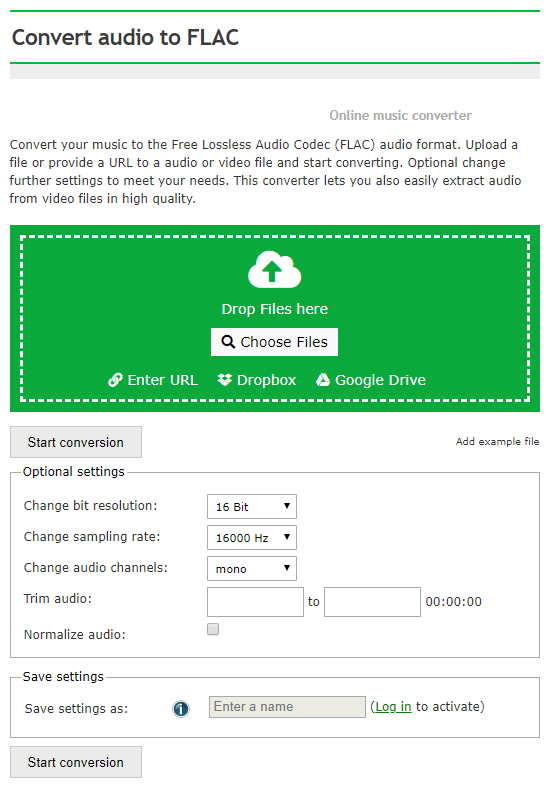 Convert audio to FLAC
Online music converter
Convert your music to the Free Lossless Audio Codec (FLAC) audio format. Upload a
file or provide a URL to a audio or video file and start converting. Optional change
further settings to meet your needs. This converter lets you also easily extract audio
from video files in high quality.
Drop Files here
Choose Files
Enter URL Dropbox Google Drive
Start conversion Add example file
Optional settings
Change bit resolution: 16 Bit
Change sampling rate: 16000 Hz
Change audio channels: mono
Trim audio: to 00:00:00
Normalize audio:
Save settings
Save settings as: i Enter a name (Log in to activate)
Start conversion